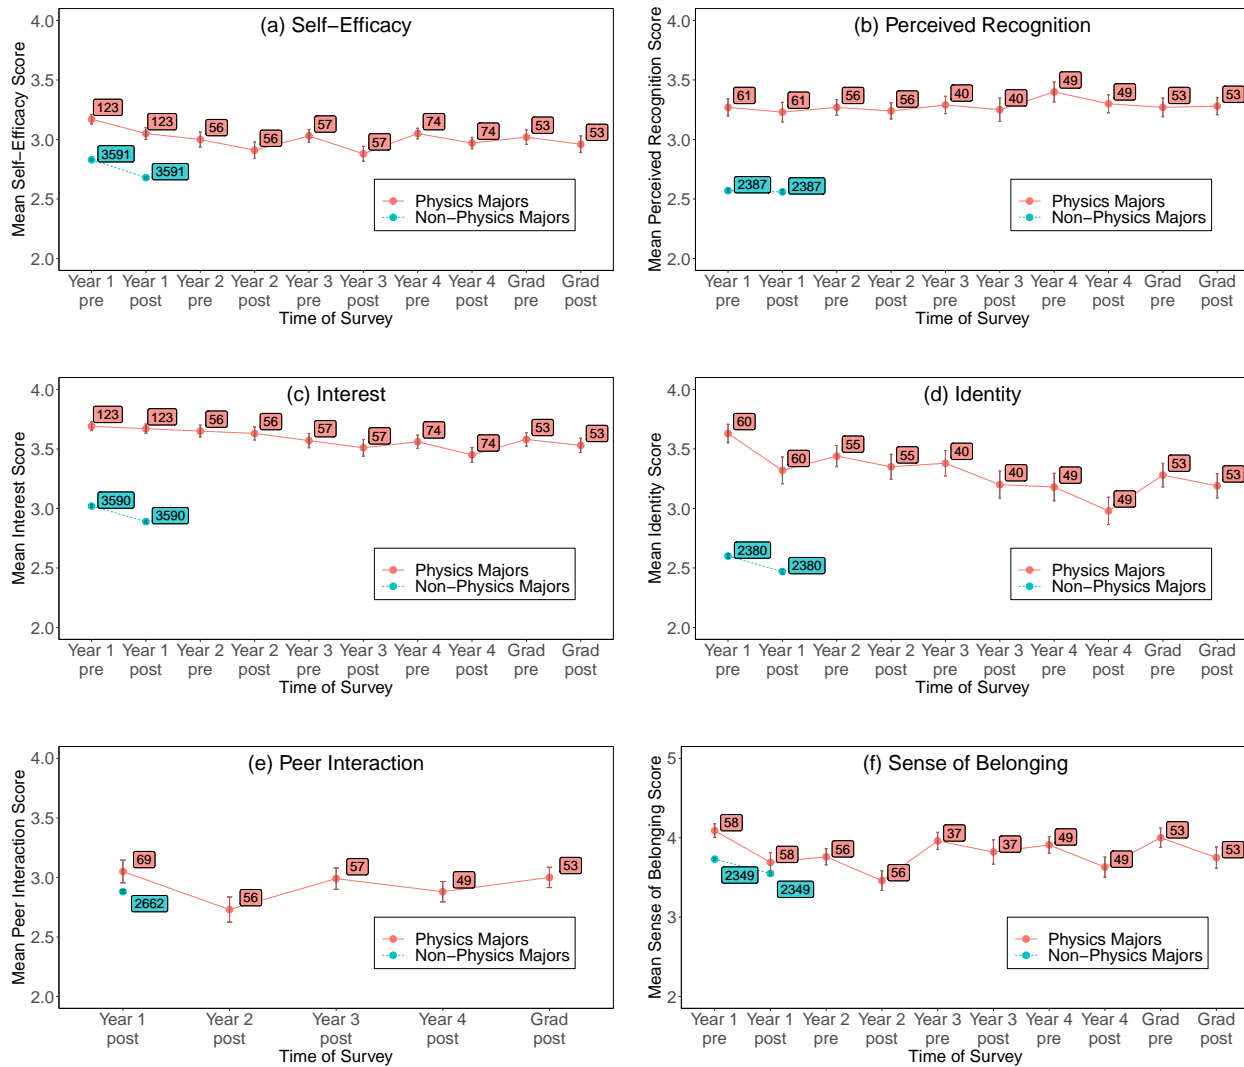 (a) Self−Efficacy
Mean Self−Efficacy Score
4.0
3.5
3.0
2.5
2.0
123
123
56
56
57
57
74
74
53
53
3591
3591
Physics Majors
Non−Physics Majors
Year 1 Year 1 Year 2 Year 2 Year 3 Year 3 Year 4 Year 4 Grad Grad
pre post pre post pre post pre post pre post
Time of Survey
(b) Perceived Recognition
Mean Perceived Recognition Score
4.0
3.5
3.0
2.5
2.0
61
61
56
56
40
40
49
49
53
53
2387
2387
Physics Majors
Non−Physics Majors
Year 1 Year 1 Year 2 Year 2 Year 3 Year 3 Year 4 Year 4 Grad Grad
pre post pre post pre post pre post pre post
Time of Survey
(c) Interest
Mean Interest Score
4.0
3.5
3.0
2.5
2.0
123
123
56
56
57
57
74
74
53
53
3590
3590
Physics Majors
Non−Physics Majors
Year 1 Year 1 Year 2 Year 2 Year 3 Year 3 Year 4 Year 4 Grad Grad
pre post pre post pre post pre post pre post
Time of Survey
(d) Identity
Mean Identity Score
4.0
3.5
3.0
2.5
2.0
60
60
55
55
40
40
49
49
53
53
2380
2380
Physics Majors
Non−Physics Majors
Year 1 Year 1 Year 2 Year 2 Year 3 Year 3 Year 4 Year 4 Grad Grad
pre post pre post pre post pre post pre post
Time of Survey
(e) Peer Interaction
Mean Peer Interaction Score
4.0
3.5
3.0
2.5
2.0
69
56
57
49
53
2662
Physics Majors
Non−Physics Majors
Year 1 Year 2 Year 3 Year 4 Grad
post post post post post
Time of Survey
(f) Sense of Belonging
Mean Sense of Belonging Score
5
4
3
2
58
58
56
56
37
37
49
49
53
53
2349
2349
Physics Majors
Non−Physics Majors
Year 1 Year 1 Year 2 Year 2 Year 3 Year 3 Year 4 Year 4 Grad Grad
pre post pre post pre post pre post pre post
Time of Survey